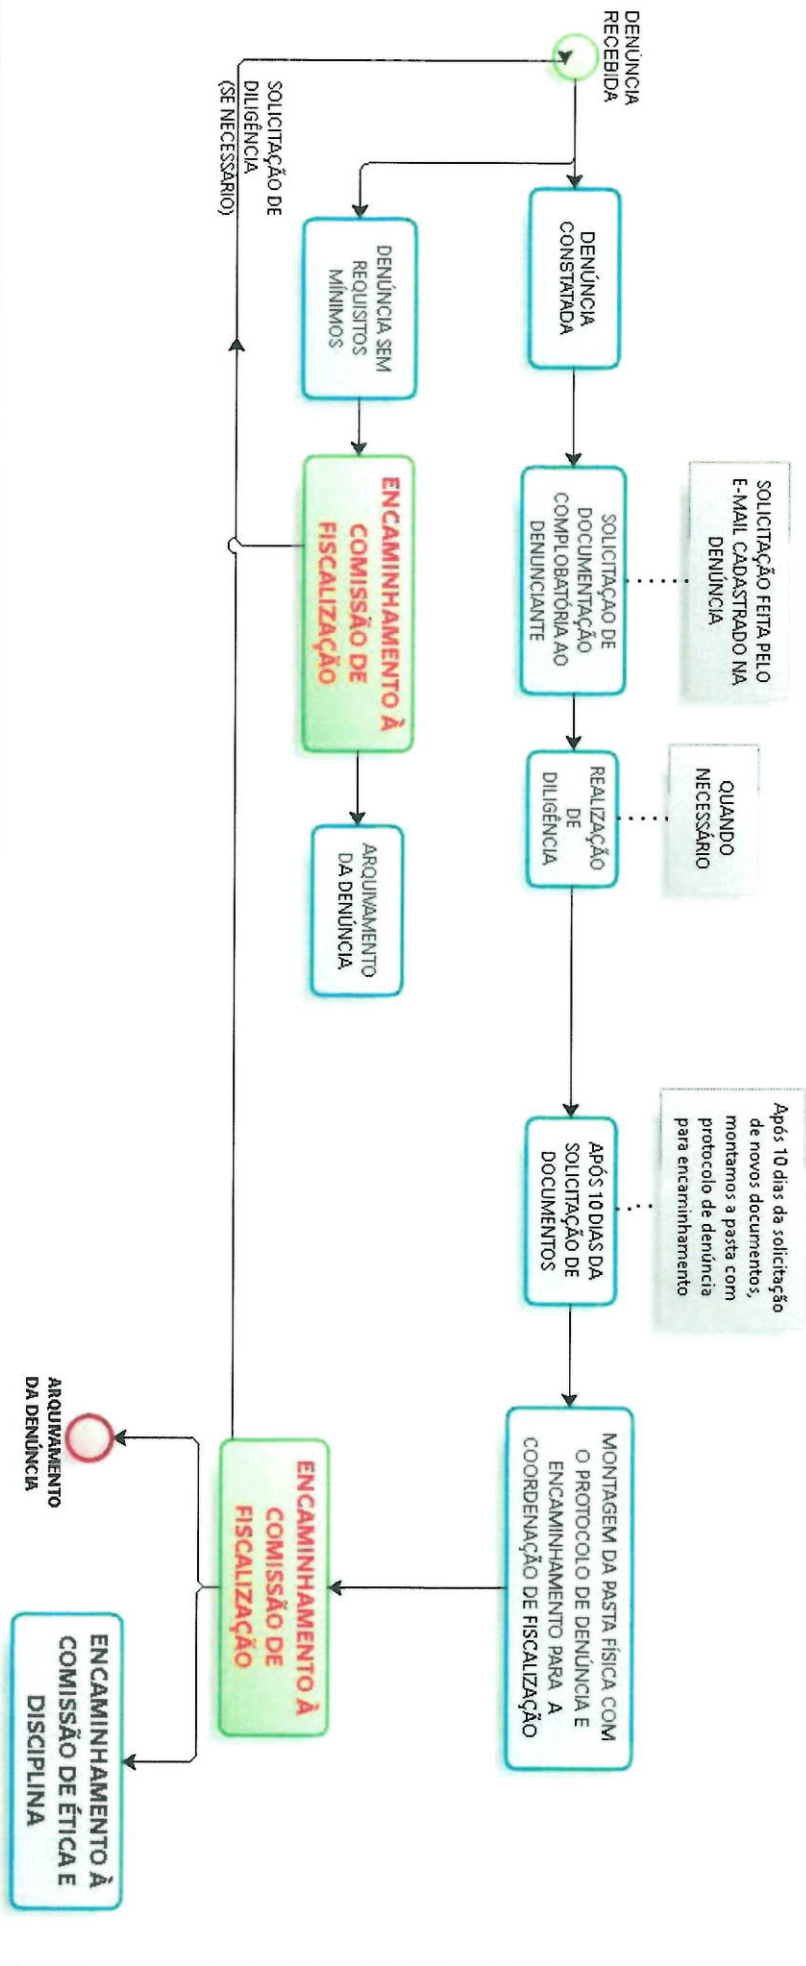 DENÚNCIA
RECEBIDA
DENÚNCIA
CONSTATADA
SOLICITAÇÃO FEITA PELO
E-MAIL CADASTRADO NA
DENÚNCIA
SOLICITAÇÃO DE
DOCUMENTAÇÃO
COMPLOBATÓRIA AO
DENUNCIANTE
QUANDO
NECESSÁRIO
REALIZAÇÃO
DE
DILIGÊNCIA
Após 10 dias da solicitação
de novos documentos,
montamos a pasta com
protocolo de denúncia
para encaminhamento
APÓS 10 DIAS DA
SOLICITAÇÃO DE
DOCUMENTOS
MONTAGEM DA PASTA FÍSICA COM
O PROTOCOLO DE DENÚNCIA E
ENCAMINHAMENTO PARA A
COORDENAÇÃO DE FISCALIZAÇÃO
DENÚNCIA SEM
REQUISITOS
MÍNIMOS
ENCAMINHAMENTO À
COMISSÃO DE
FISCALIZAÇÃO
ARQUIVAMENTO
DA DENÚNCIA
SOLICITAÇÃO DE
DILIGÊNCIA
(SE NECESSÁRIO)
ENCAMINHAMENTO À
COMISSÃO DE
FISCALIZAÇÃO
ARQUIVAMENTO
DA DENÚNCIA
ENCAMINHAMENTO À
COMISSÃO DE ÉTICA E
DISCIPLINA